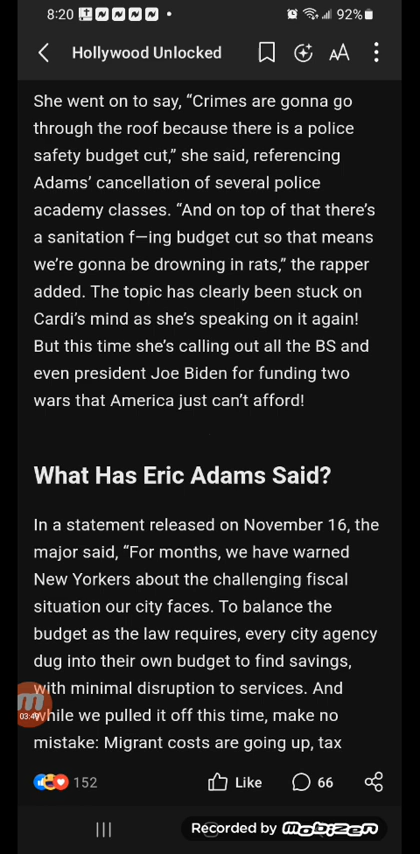 8:20
92%
Hollywood Unlocked
AA
She went on to say, “Crimes are gonna go
through the roof because there is a police
safety budget cut,” she said, referencing
Adams’ cancellation of several police
academy classes. “And on top of that there’s
a sanitation f—ing budget cut so that means
we’re gonna be drowning in rats,” the rapper
added. The topic has clearly been stuck on
Cardi’s mind as she’s speaking on it again!
But this time she’s calling out all the BS and
even president Joe Biden for funding two
wars that America just can’t afford!
What Has Eric Adams Said?
In a statement released on November 16, the
major said, “For months, we have warned
New Yorkers about the challenging fiscal
situation our city faces. To balance the
budget as the law requires, every city agency
dug into their own budget to find savings,
with minimal disruption to services. And
03:49
while we pulled it off this time, make no
mistake: Migrant costs are going up, tax
152
Like
66
Recorded by mobizen